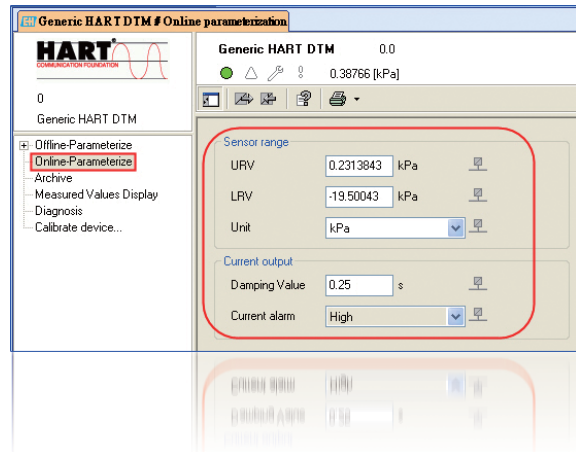 Generic HART DTM # Online parameterization
HART
COMMUNICATION FOUNDATION
0
Generic HART DTM
Generic HART DTM 0.0
0.38766 [kPa]
Offline-Parameterize
Online-Parameterize
Archive
Measured Values Display
Diagnosis
Calibrate device...
Sensor range
URV 0.2313843 kPa
LRV -19.50043 kPa
Unit kPa
Current output
Damping Value 0.25 s
Current alarm High